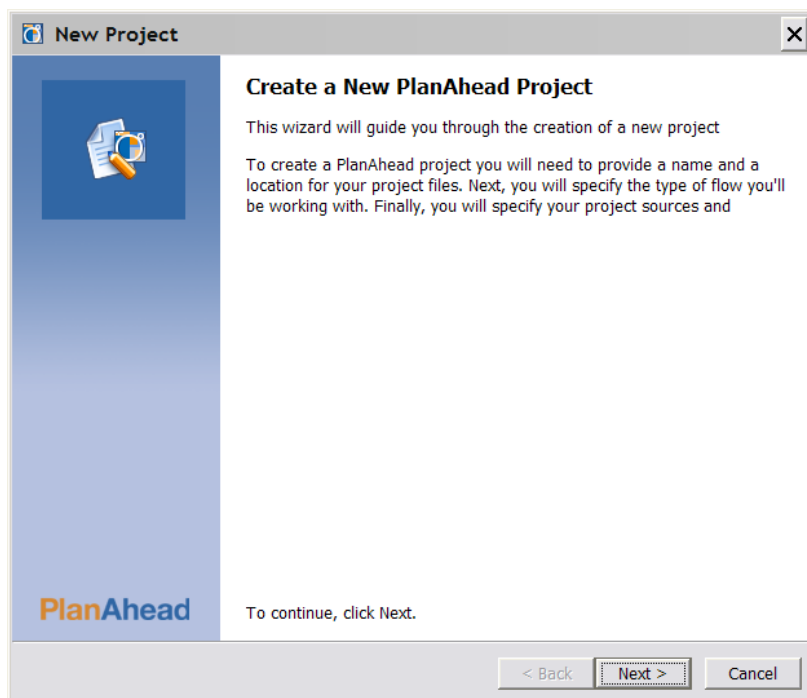 New Project
Create a New PlanAhead Project
This wizard will guide you through the creation of a new project
To create a PlanAhead project you will need to provide a name and a
location for your project files. Next, you will specify the type of flow you'll
be working with. Finally, you will specify your project sources and
PlanAhead
To continue, click Next.
< Back
Next >
Cancel